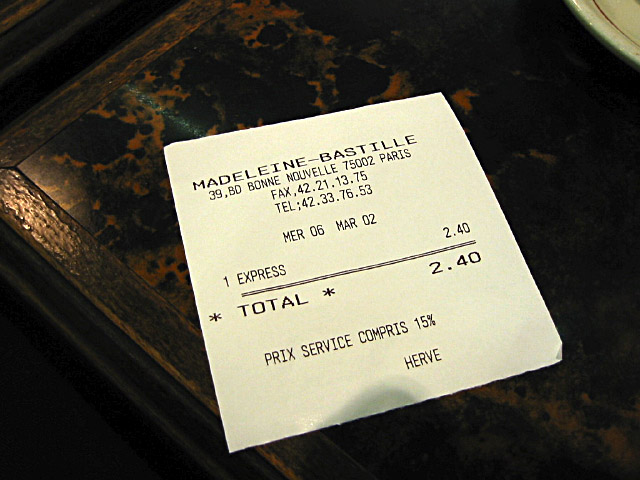 MADELEINE-BASTILLE
39,BD BONNE NOUVELLE 75002 PARIS
FAX,42.21.13.75
TEL;42.33.76.53
MER 06 MAR 02
1 EXPRESS 2.40
* TOTAL * 2.40
PRIX SERVICE COMPRIS 15%
HERVE